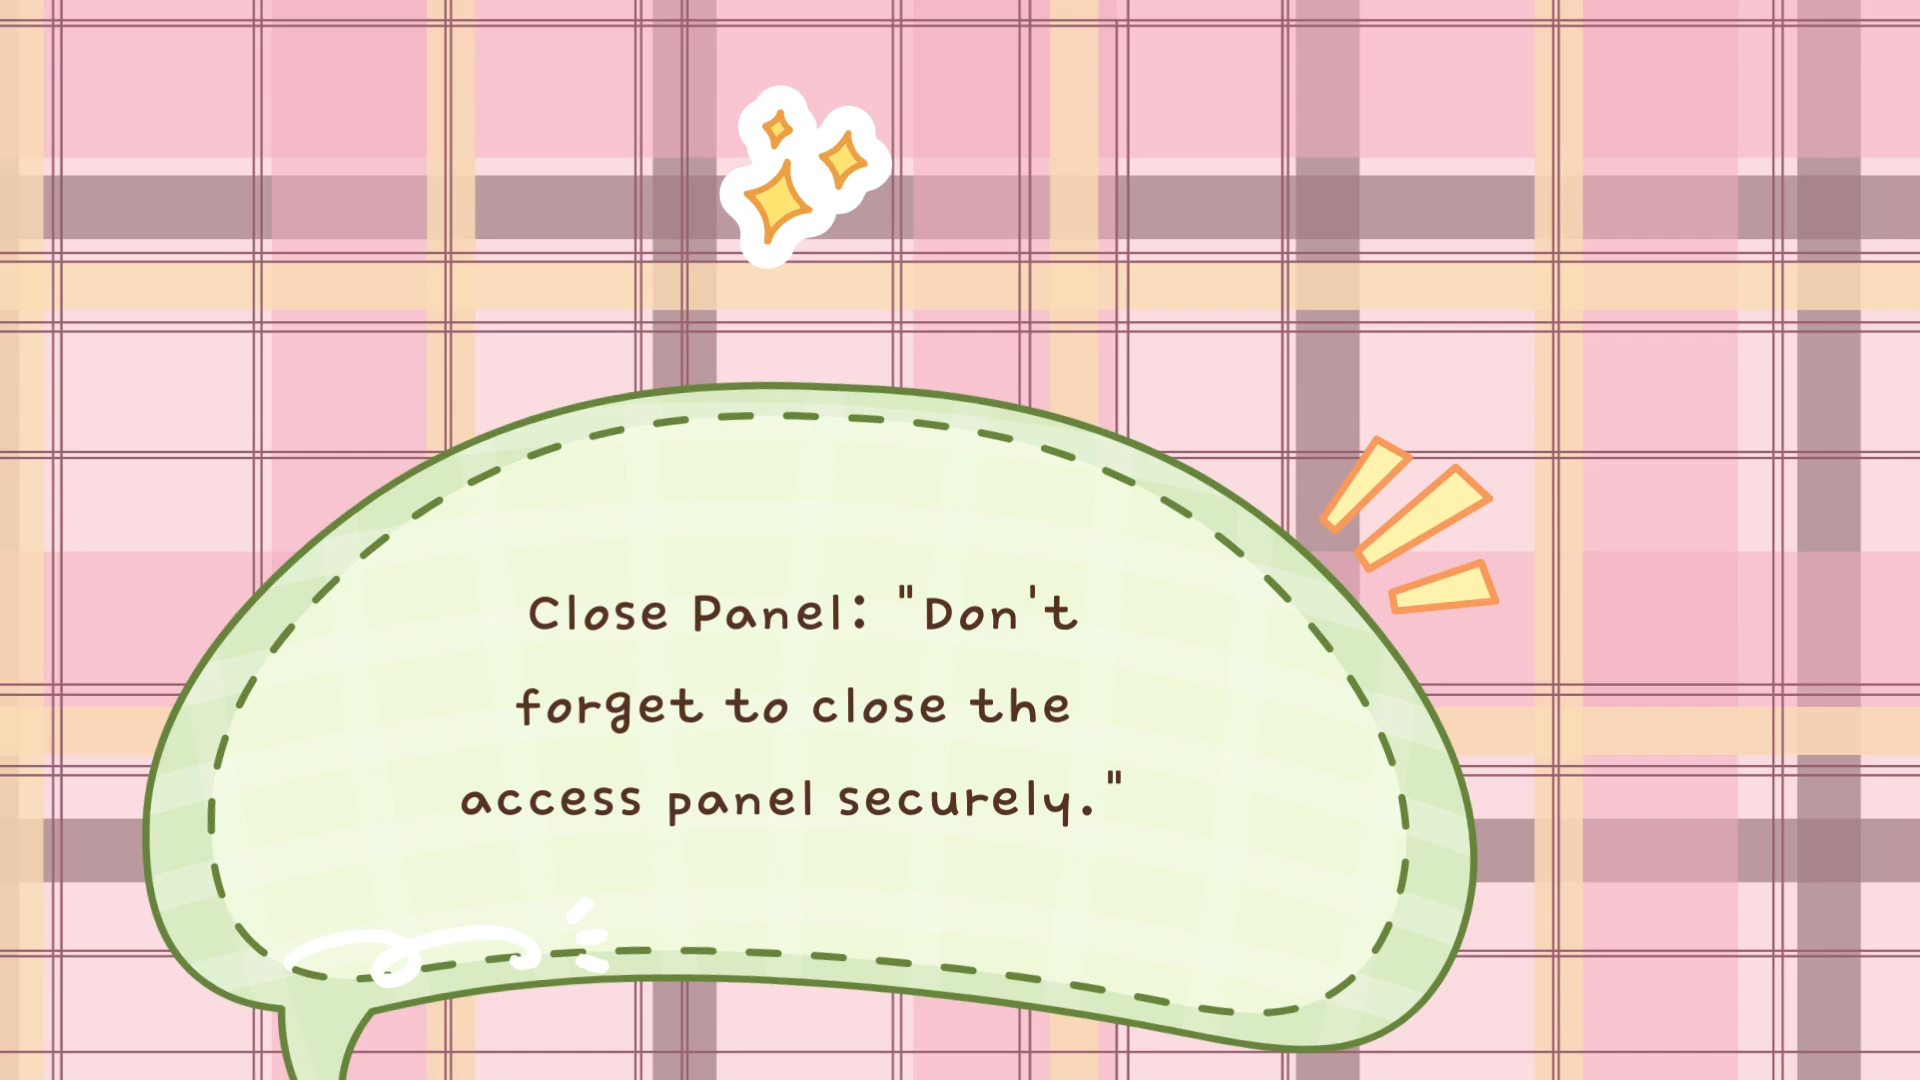 Close Panel: "Don't
forget to close the
access panel securely."